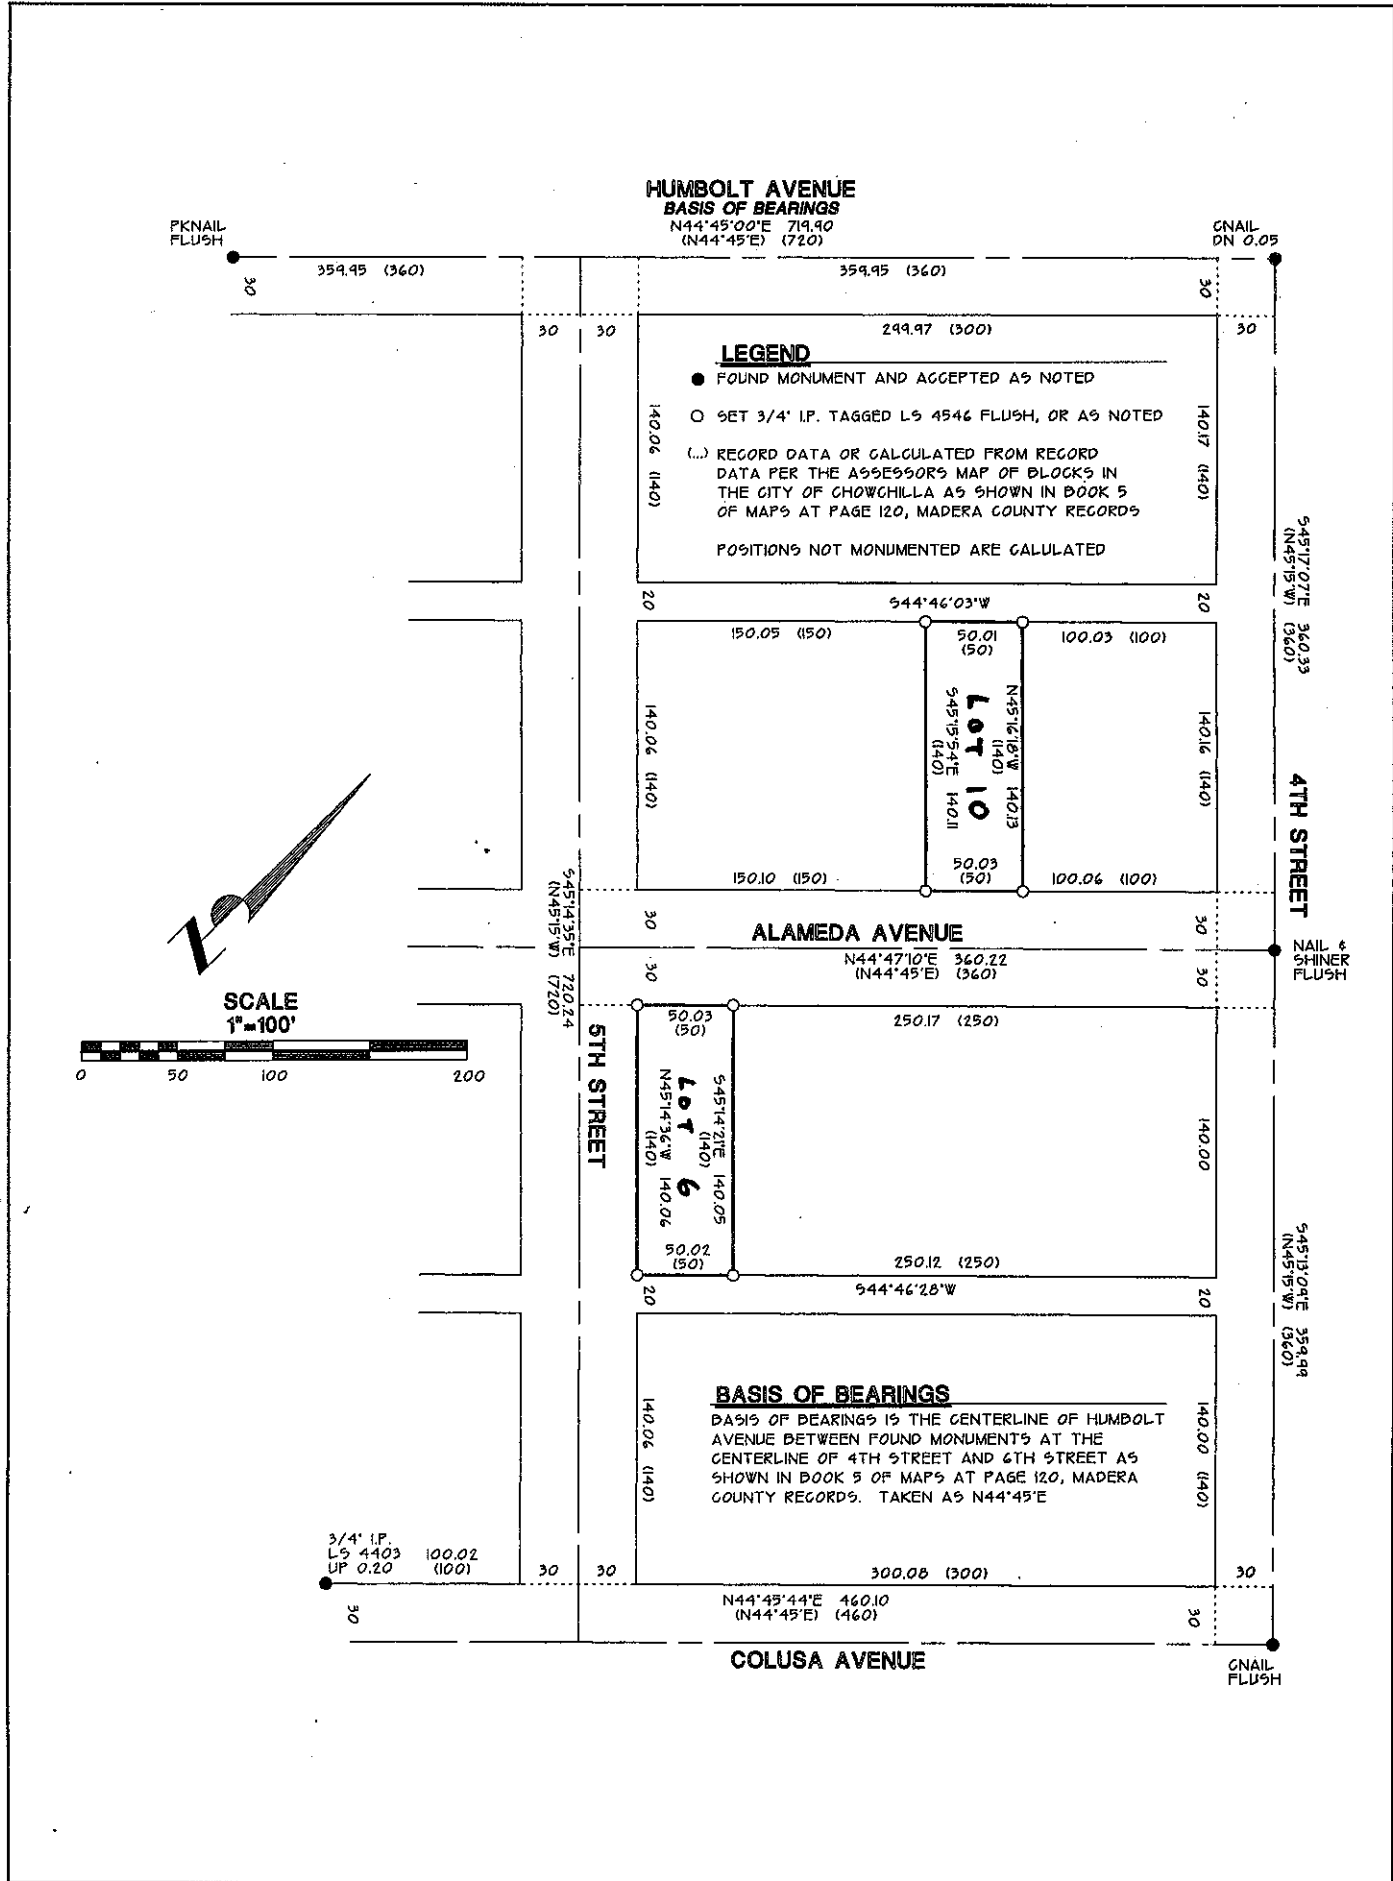 HUMBOLT AVENUE
BASIS OF BEARINGS
N44°45'00"E 719.90
(N44°45'E) (720)
PKNAIL
FLUSH
CNAIL
DN 0.05
359.95 (360)
359.95 (360)
30
30
30
30
299.97 (300)
30
LEGEND
● FOUND MONUMENT AND ACCEPTED AS NOTED
○ SET 3/4" I.P. TAGGED LS 4546 FLUSH, OR AS NOTED
(...) RECORD DATA OR CALCULATED FROM RECORD
DATA PER THE ASSESSORS MAP OF BLOCKS IN
THE CITY OF CHOWCHILLA AS SHOWN IN BOOK 5
OF MAPS AT PAGE 120, MADERA COUNTY RECORDS
POSITIONS NOT MONUMENTED ARE CALULATED
140.06 (140)
140.17 (140)
S45°17'07"E 360.33
(N45°15'W) (360)
20
S44°46'03"W
20
150.05 (150)
50.01
(50)
100.03 (100)
140.06 (140)
N45°16'18"W 140.13
(140)
LOT 10
S45°15'54"E 140.11
(140)
140.16 (140)
4TH STREET
150.10 (150)
50.03
(50)
100.06 (100)
S45°14'35"E 720.24
(N45°15'W) (720)
30
ALAMEDA AVENUE
30
N44°47'10"E 360.22
(N44°45'E) (360)
NAIL &
SHINER
FLUSH
30
30
SCALE
1"=100'
0 50 100 200
5TH STREET
50.03
(50)
250.17 (250)
S45°14'21"E 140.05
(140)
LOT 6
N45°14'36"W 140.06
(140)
140.00
50.02
(50)
250.12 (250)
S44°46'28"W
20
20
S45°13'09"E 359.99
(N45°15'W) (360)
BASIS OF BEARINGS
BASIS OF BEARINGS IS THE CENTERLINE OF HUMBOLT
AVENUE BETWEEN FOUND MONUMENTS AT THE
CENTERLINE OF 4TH STREET AND 6TH STREET AS
SHOWN IN BOOK 5 OF MAPS AT PAGE 120, MADERA
COUNTY RECORDS. TAKEN AS N44°45'E
140.06 (140)
140.00 (140)
3/4" I.P.
LS 4403
UP 0.20
100.02
(100)
30
30
300.08 (300)
30
30
N44°45'44"E 460.10
(N44°45'E) (460)
30
COLUSA AVENUE
CNAIL
FLUSH